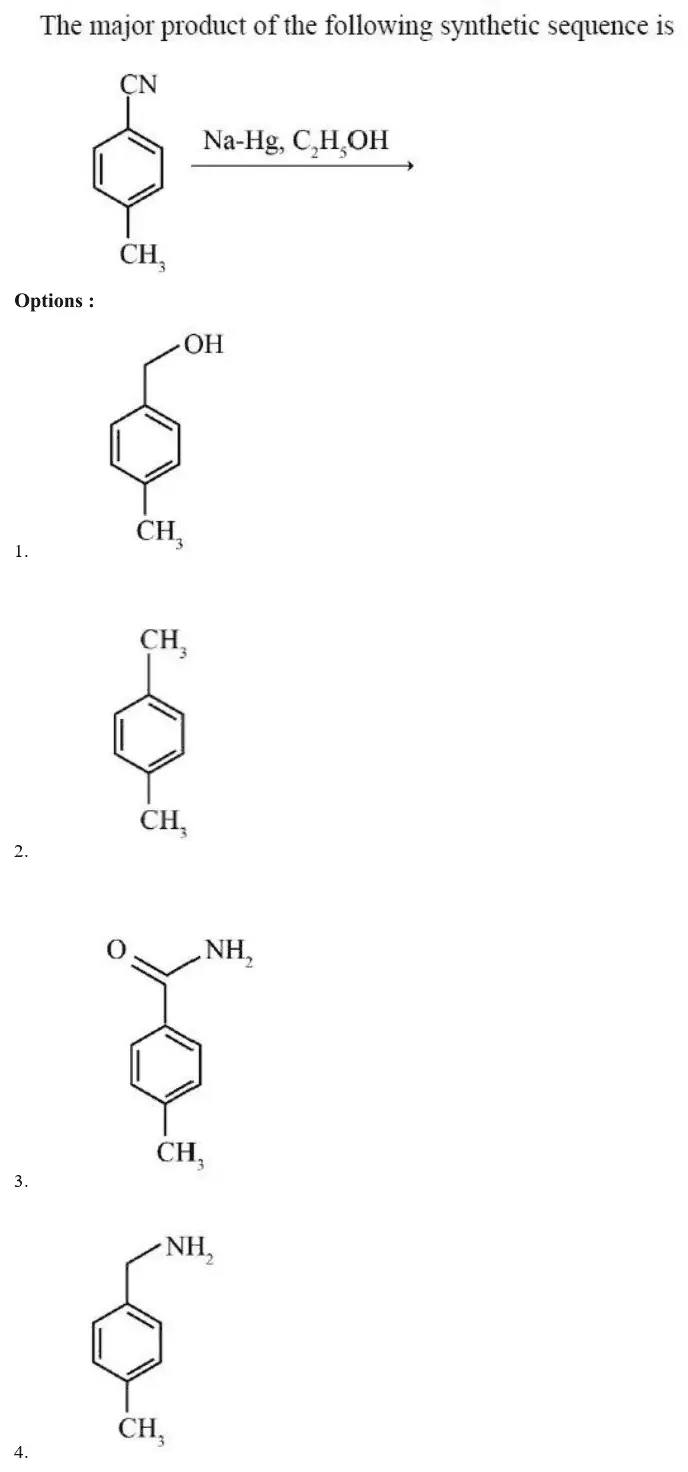 The major product of the following synthetic sequence is
CN
Na-Hg, C₂H₅OH
CH₃
Options :
OH
CH₃
1.
CH₃
CH₃
2.
O
NH₂
CH₃
3.
NH₂
CH₃
4.